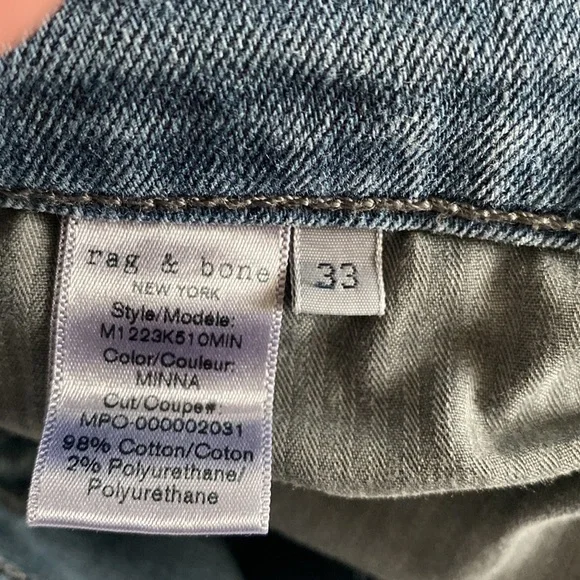 rag & bone
NEW YORK
Style/Modèle:
M1223K510MIN
Color/Couleur:
MINNA
Cut/Coupe#:
MPO-000002031
98% Cotton/Coton
2% Polyurethane/
Polyurethane
33